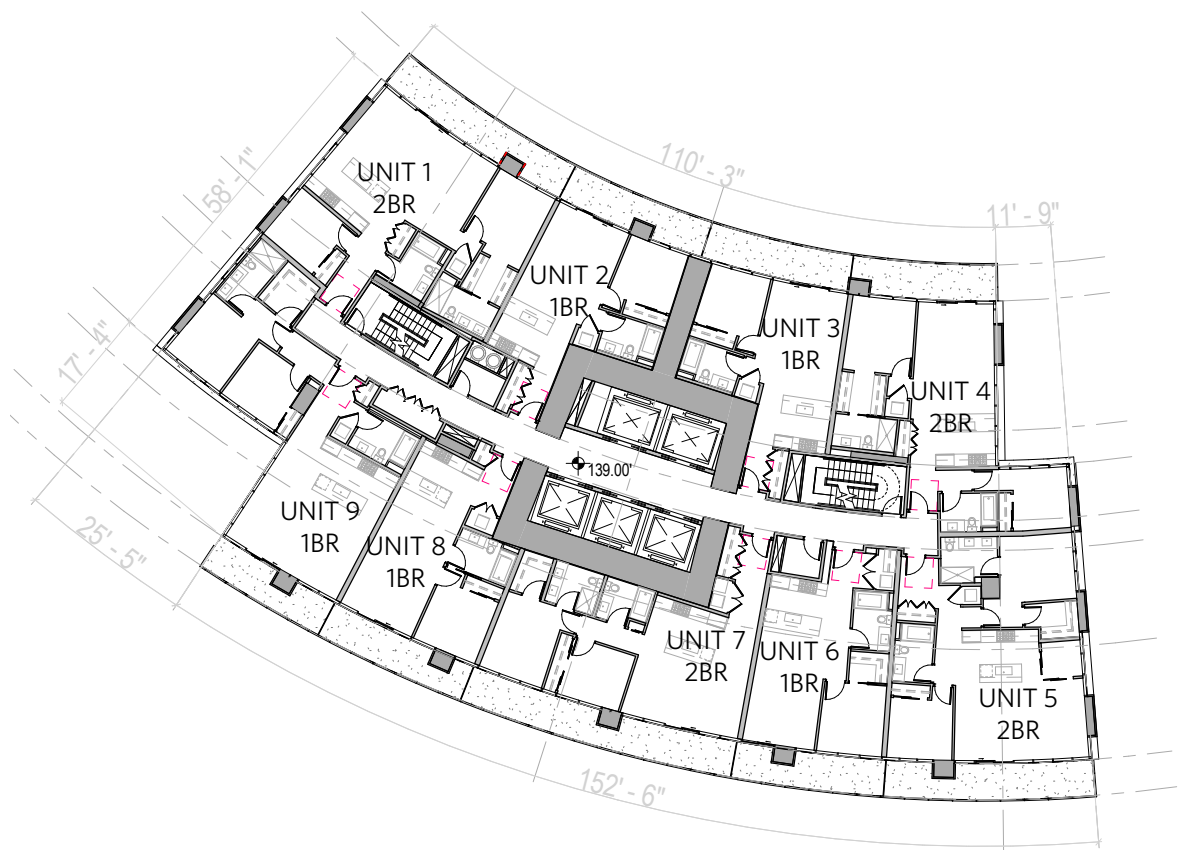 110' - 3"
58' - 1"
11' - 9"
UNIT 1
2BR
UNIT 2
1BR
UNIT 3
1BR
UNIT 4
2BR
17' - 4"
139.00'
UNIT 9
1BR
UNIT 8
1BR
25' - 5"
UNIT 7
2BR
UNIT 6
1BR
UNIT 5
2BR
152' - 6"